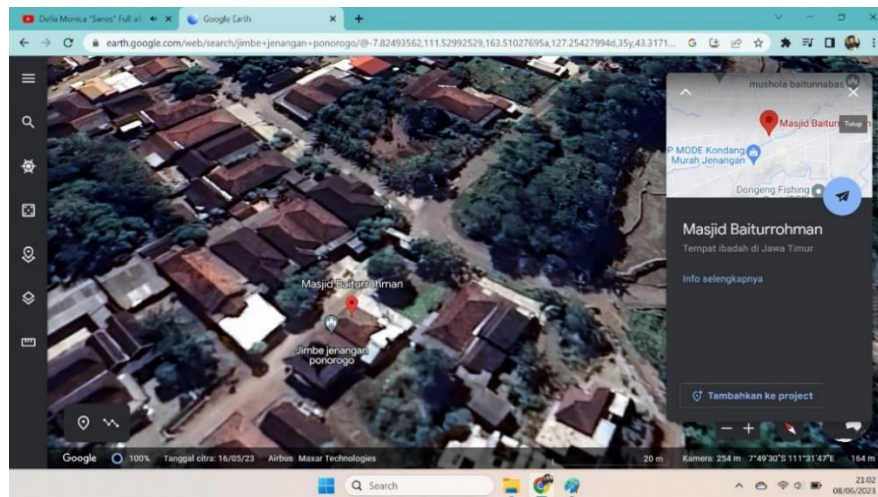 Della Monica "Sanes" Full alb
Google Earth
earth.google.com/web/search/jimbe+jenangan+ponorogo/@-7.82493562,111.52992529,163.51027695a,127.25427994d,35y,43.3171...
mushola baitunnabas
Masjid Baitur
Tutup
P MODE Kondang
Murah Jenangan
Dongeng Fishing
Masjid Baiturrohman
Tempat ibadah di Jawa Timur
Info selengkapnya
Masjid Baiturrohman
Jimbe jenangan
ponorogo
Tambahkan ke project
Google 100% Tanggal citra: 16/05/23 Airbus Maxar Technologies 20 m Kamera: 254 m 7°49'30"S 111°31'47"E 164 m
Search
21:02
08/06/2023